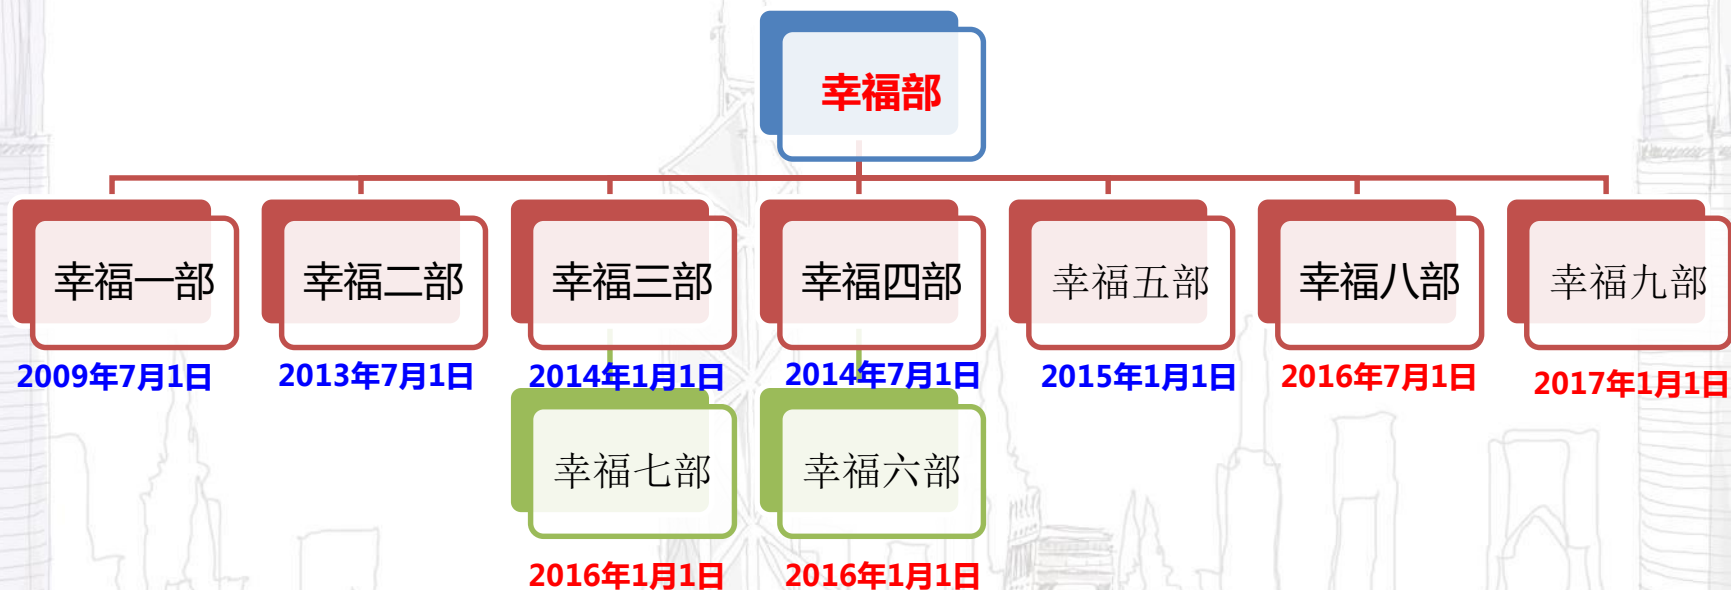 幸福部
幸福一部
幸福二部
幸福三部
幸福四部
幸福五部
幸福八部
幸福九部
2009年7月1日
2013年7月1日
2014年1月1日
2014年7月1日
2015年1月1日
2016年7月1日
2017年1月1日
幸福七部
幸福六部
2016年1月1日
2016年1月1日